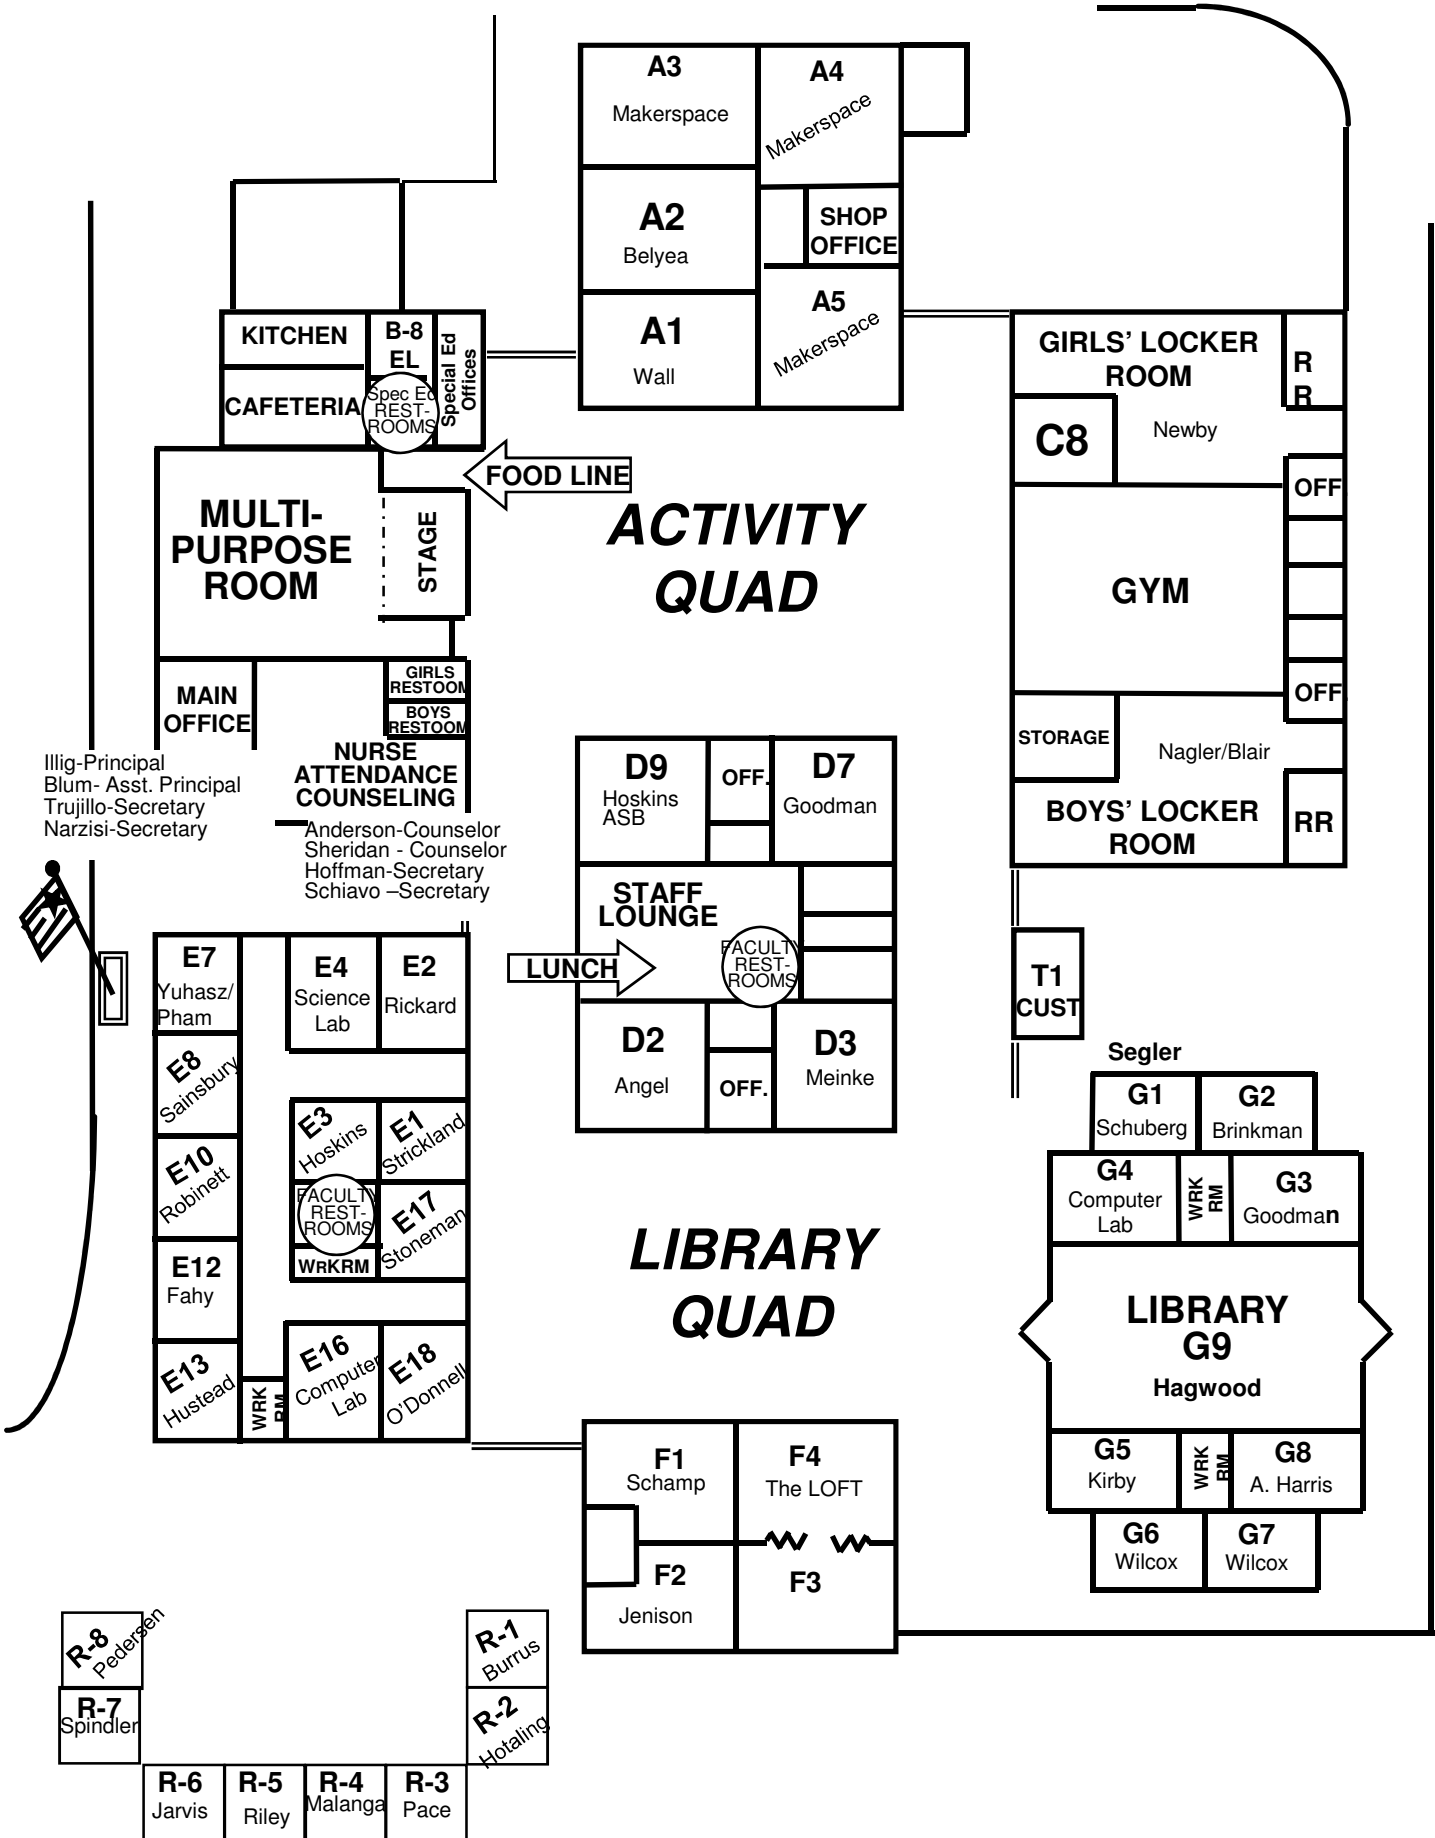 A3
Makerspace
A4
Makerspace
A2
Belyea
SHOP
OFFICE
A1
Wall
A5
Makerspace
KITCHEN
B-8
EL
Special Ed
Offices
CAFETERIA
Spec Ed
REST-
ROOMS
GIRLS’ LOCKER
ROOM
R
R
C8
Newby
OFF
FOOD LINE
MULTI-
PURPOSE
ROOM
STAGE
ACTIVITY
QUAD
GYM
OFF
MAIN
OFFICE
GIRLS
RESTOOM
BOYS
RESTOOM
NURSE
ATTENDANCE
COUNSELING
STORAGE
Nagler/Blair
BOYS’ LOCKER
ROOM
RR
Illig-Principal
Blum- Asst. Principal
Trujillo-Secretary
Narzisi-Secretary
Anderson-Counselor
Sheridan - Counselor
Hoffman-Secretary
Schiavo –Secretary
D9
Hoskins
ASB
OFF.
D7
Goodman
STAFF
LOUNGE
LUNCH
FACULTY
REST-
ROOMS
D2
Angel
OFF.
D3
Meinke
T1
CUST
E7
Yuhasz/
Pham
E4
Science
Lab
E2
Rickard
E8
Sainsbury
E3
Hoskins
E1
Strickland
E10
Robinett
FACULTY
REST-
ROOMS
E17
Stoneman
WRKRM
E12
Fahy
E13
Hustead
WRK
RM
E16
Computer
Lab
E18
O’Donnell
Segler
G1
Schuberg
G2
Brinkman
G4
Computer
Lab
WRK
RM
G3
Goodman
LIBRARY
QUAD
LIBRARY
G9
Hagwood
G5
Kirby
WRK
RM
G8
A. Harris
G6
Wilcox
G7
Wilcox
F1
Schamp
F4
The LOFT
F2
Jenison
F3
R-8
Pedersen
R-1
Burrus
R-7
Spindler
R-2
Hotaling
R-6
Jarvis
R-5
Riley
R-4
Malanga
R-3
Pace